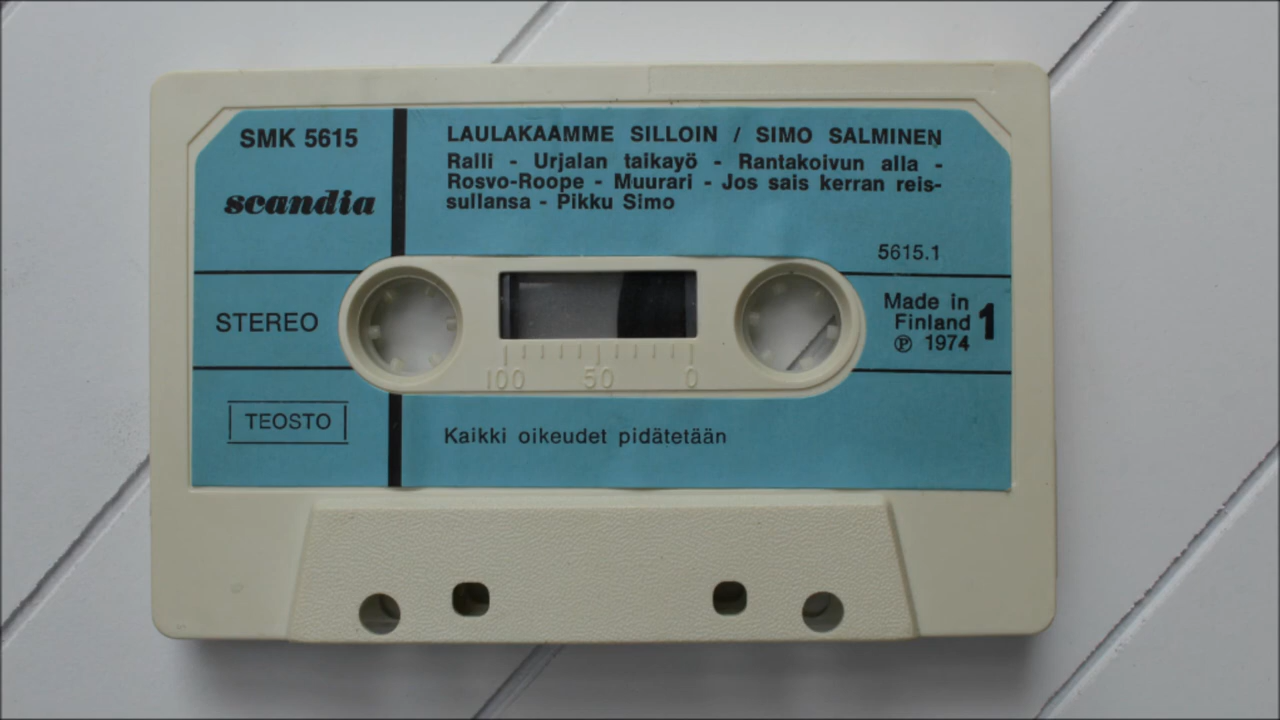 SMK 5615
scandia
LAULAKAAMME SILLOIN / SIMO SALMINEN
Ralli - Urjalan taikayö - Rantakoivun alla -
Rosvo-Roope - Muurari - Jos sais kerran reis-
sullansa - Pikku Simo
5615.1
STEREO
Made in
Finland
℗ 1974
1
100 50 0
TEOSTO
Kaikki oikeudet pidätetään